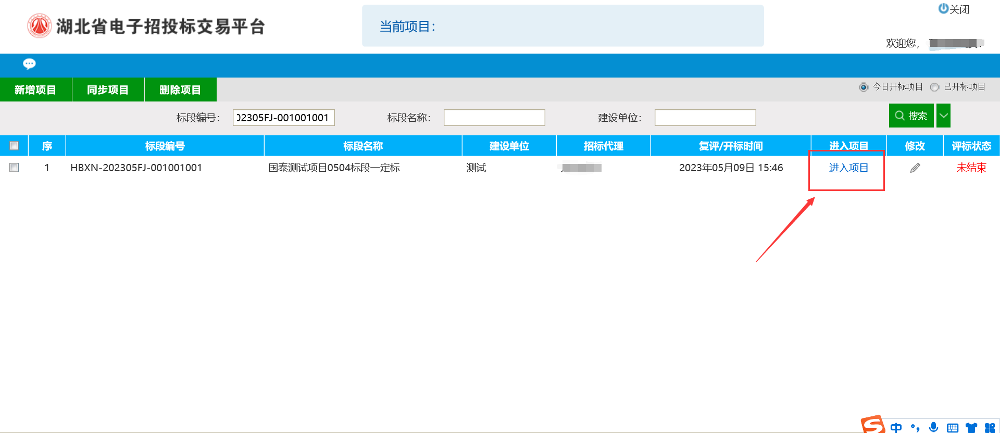 关闭
湖北省电子招投标交易平台
当前项目：
欢迎您，
新增项目 同步项目 删除项目
今日开标项目 已开标项目
标段编号： 02305FJ-001001001 标段名称： 建设单位： 搜索
序 标段编号 标段名称 建设单位 招标代理 复评/开标时间 进入项目 修改 评标状态
1 HBXN-202305FJ-001001001 国泰测试项目0504标段一定标 测试 2023年05月09日 15:46 进入项目 未结束
中 °，